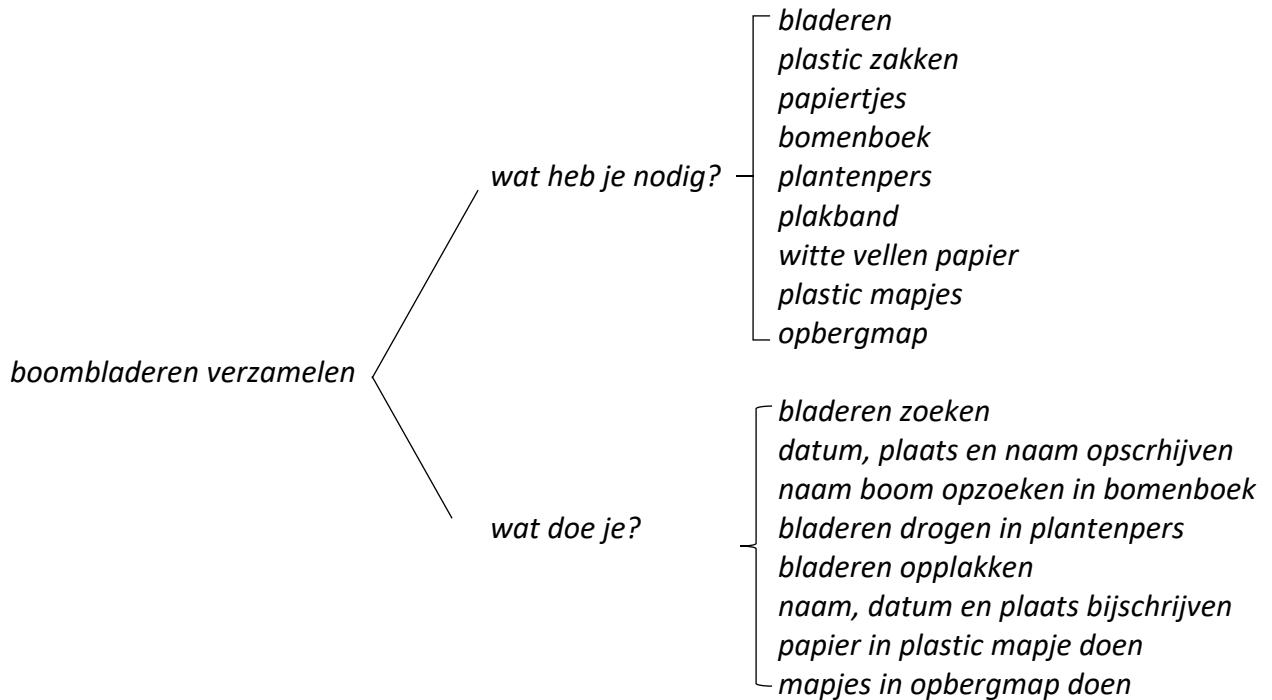 boombladeren verzamelen
wat heb je nodig?
bladeren
plastic zakken
papiertjes
bomenboek
plantenpers
plakband
witte vellen papier
plastic mapjes
opbergmap
wat doe je?
bladeren zoeken
datum, plaats en naam opscrhijven
naam boom opzoeken in bomenboek
bladeren drogen in plantenpers
bladeren opplakken
naam, datum en plaats bijschrijven
papier in plastic mapje doen
mapjes in opbergmap doen